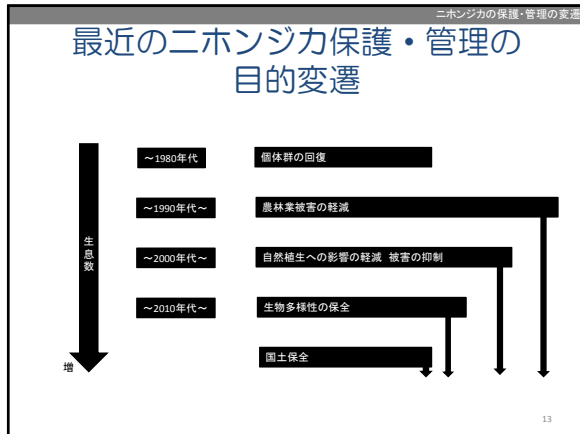 ニホンジカの保護・管理の変遷
最近のニホンジカ保護・管理の
目的変遷
～1980年代
個体群の回復
～1990年代～
農林業被害の軽減
生息数
～2000年代～
自然植生への影響の軽減 被害の抑制
～2010年代～
生物多様性の保全
国土保全
増
13